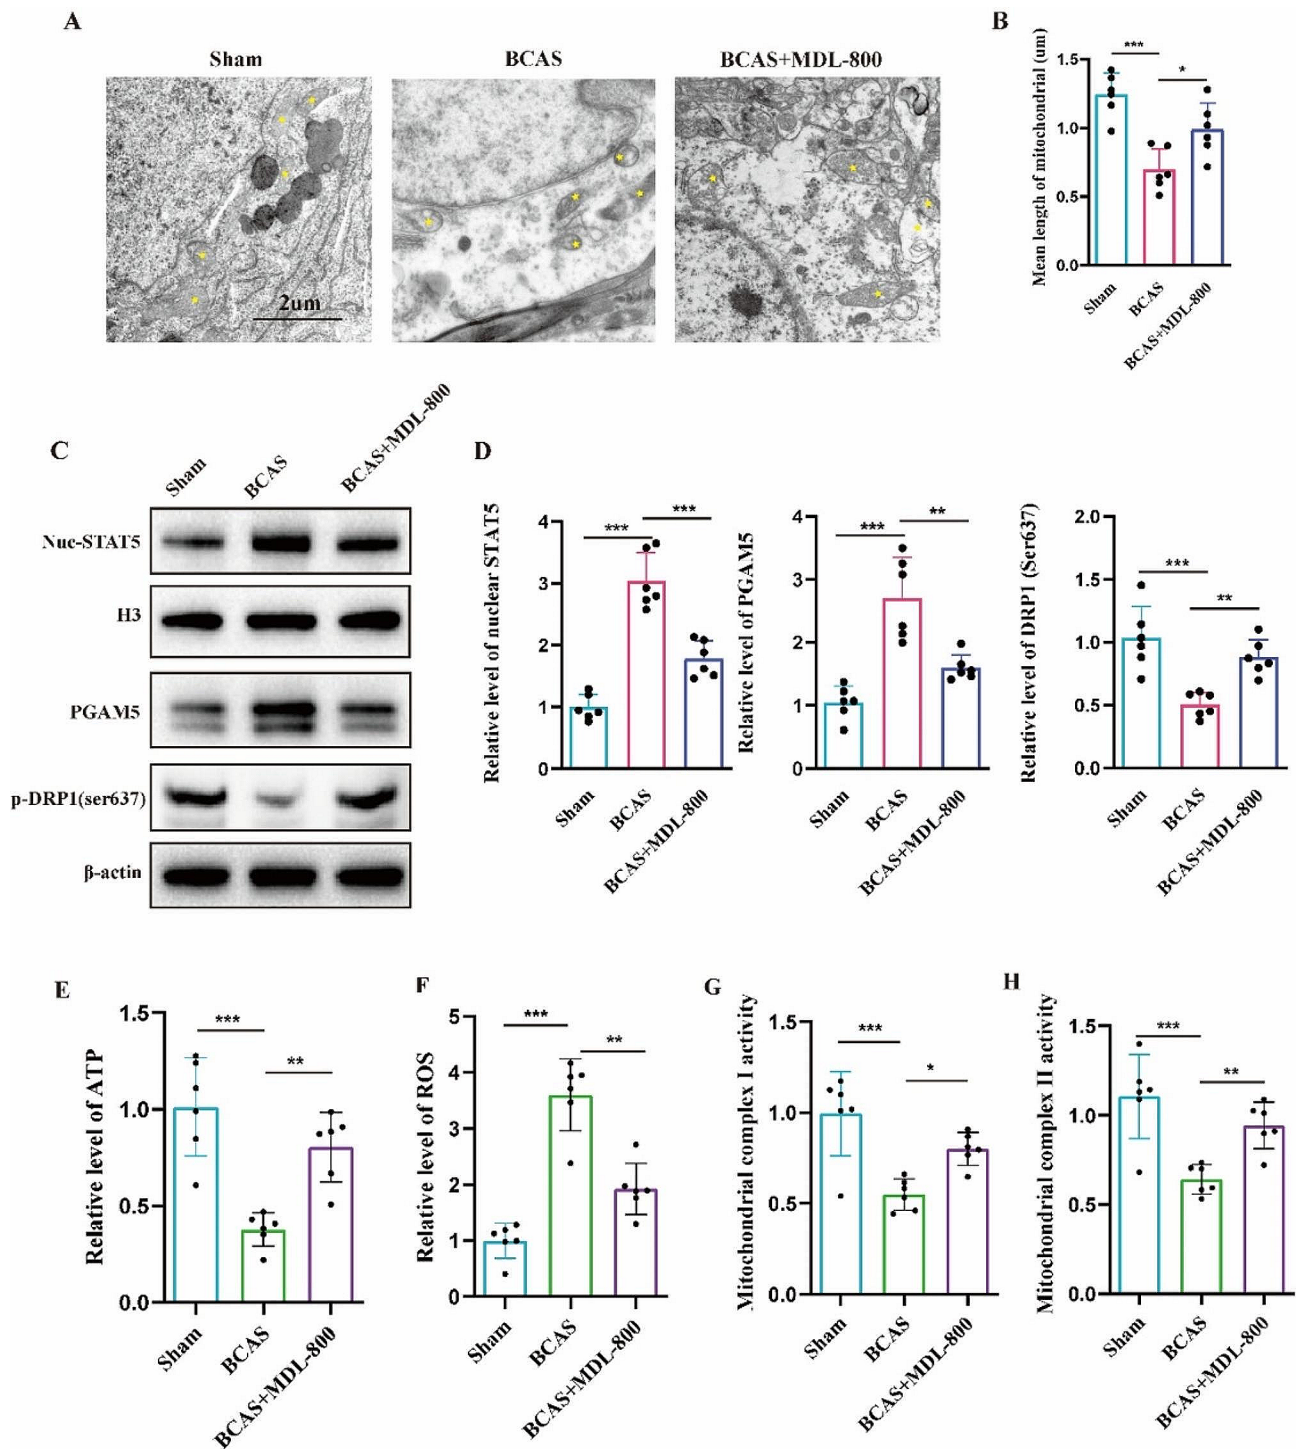 A
Sham
BCAS
BCAS+MDL-800
2um
B
Mean length of mitochondrial (um)
1.5
1.0
0.5
0.0
***
*
Sham
BCAS
BCAS+MDL-800
C
Sham
BCAS
BCAS+MDL-800
Nuc-STAT5
H3
PGAM5
p-DRP1(ser637)
β-actin
D
Relative level of nuclear STAT5
4
3
2
1
0
***
***
Sham
BCAS
BCAS+MDL-800
Relative level of PGAM5
4
3
2
1
0
***
**
Sham
BCAS
BCAS+MDL-800
Relative level of DRP1 (Ser637)
2.0
1.5
1.0
0.5
0.0
***
**
Sham
BCAS
BCAS+MDL-800
E
Relative level of ATP
1.5
1.0
0.5
0.0
***
**
Sham
BCAS
BCAS+MDL-800
F
Relative level of ROS
5
4
3
2
1
0
***
**
Sham
BCAS
BCAS+MDL-800
G
Mitochondrial complex I activity
1.5
1.0
0.5
0.0
***
*
Sham
BCAS
BCAS+MDL-800
H
Mitochondrial complex II activity
1.5
1.0
0.5
0.0
***
**
Sham
BCAS
BCAS+MDL-800